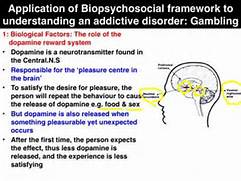 Application of Biopsychosocial framework to
understanding an addictive disorder: Gambling
1: Biological Factors: The role of the
dopamine reward system
• Dopamine is a neurotransmitter found in
the Central.N.S
• Responsible for the 'pleasure centre in
the brain'
• To satisfy the desire for pleasure, the
person will repeat the behaviour to cause
the release of dopamine e.g. food & sex
• But dopamine is also released when
something pleasurable yet unexpected
occurs
• After the first time, the person expects
the effect, thus less dopamine is
released, and the experience is less
satisfying